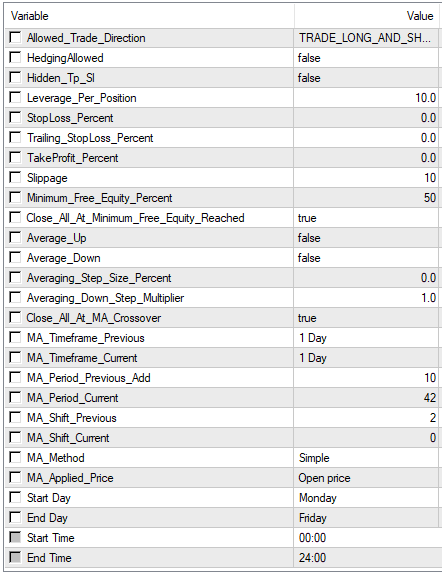 Variable Value
Allowed_Trade_Direction TRADE_LONG_AND_SH...
HedgingAllowed false
Hidden_Tp_Sl false
Leverage_Per_Position 10.0
StopLoss_Percent 0.0
Trailing_StopLoss_Percent 0.0
TakeProfit_Percent 0.0
Slippage 10
Minimum_Free_Equity_Percent 50
Close_All_At_Minimum_Free_Equity_Reached true
Average_Up false
Average_Down false
Averaging_Step_Size_Percent 0.0
Averaging_Down_Step_Multiplier 1.0
Close_All_At_MA_Crossover true
MA_Timeframe_Previous 1 Day
MA_Timeframe_Current 1 Day
MA_Period_Previous_Add 10
MA_Period_Current 42
MA_Shift_Previous 2
MA_Shift_Current 0
MA_Method Simple
MA_Applied_Price Open price
Start Day Monday
End Day Friday
Start Time 00:00
End Time 24:00